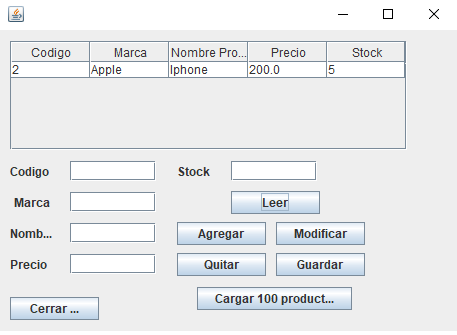 Codigo Marca Nombre Pro... Precio Stock
2 Apple Iphone 200.0 5
Codigo Stock
Marca Leer
Nomb... Agregar Modificar
Precio Quitar Guardar
Cargar 100 product...
Cerrar ...